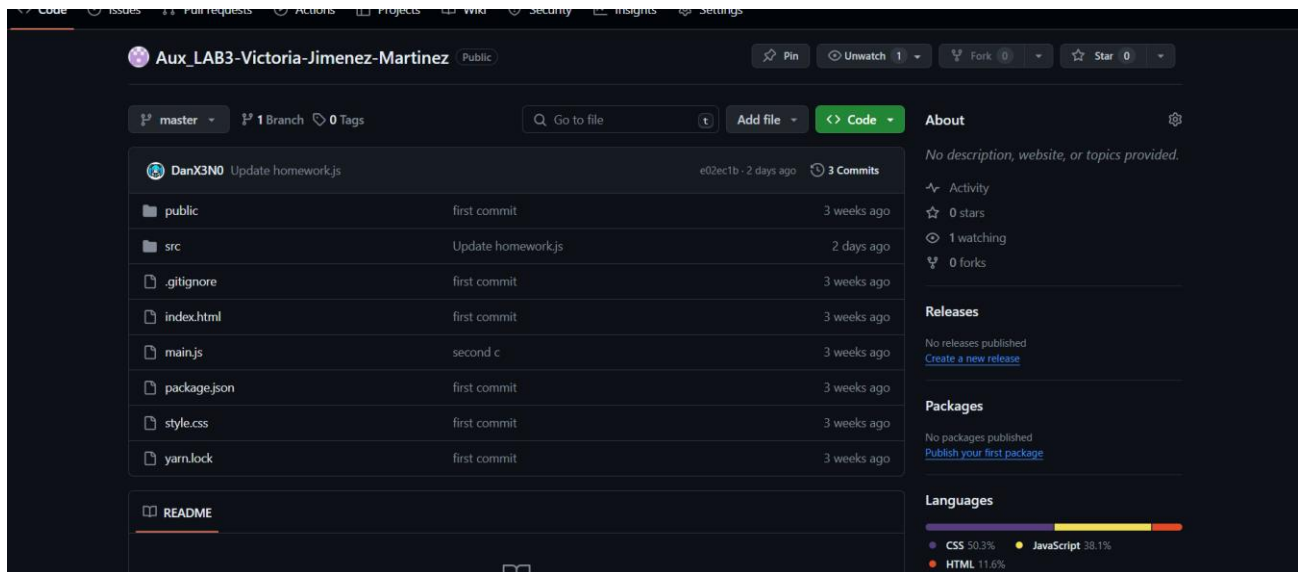 Code Issues Pull requests Actions Projects Wiki Security Insights Settings
Aux_LAB3-Victoria-Jimenez-Martinez Public Pin Unwatch 1 Fork 0 Star 0
master 1 Branch 0 Tags Go to file t Add file <> Code About
No description, website, or topics provided.
DanX3N0 Update homework.js e02ec1b · 2 days ago 3 Commits
Activity
public first commit 3 weeks ago
0 stars
src Update homework.js 2 days ago
1 watching
0 forks
.gitignore first commit 3 weeks ago
index.html first commit 3 weeks ago
Releases
main.js second c 3 weeks ago
No releases published
Create a new release
package.json first commit 3 weeks ago
Packages
style.css first commit 3 weeks ago
No packages published
Publish your first package
yarn.lock first commit 3 weeks ago
Languages
README
CSS 50.3% JavaScript 38.1%
HTML 11.6%